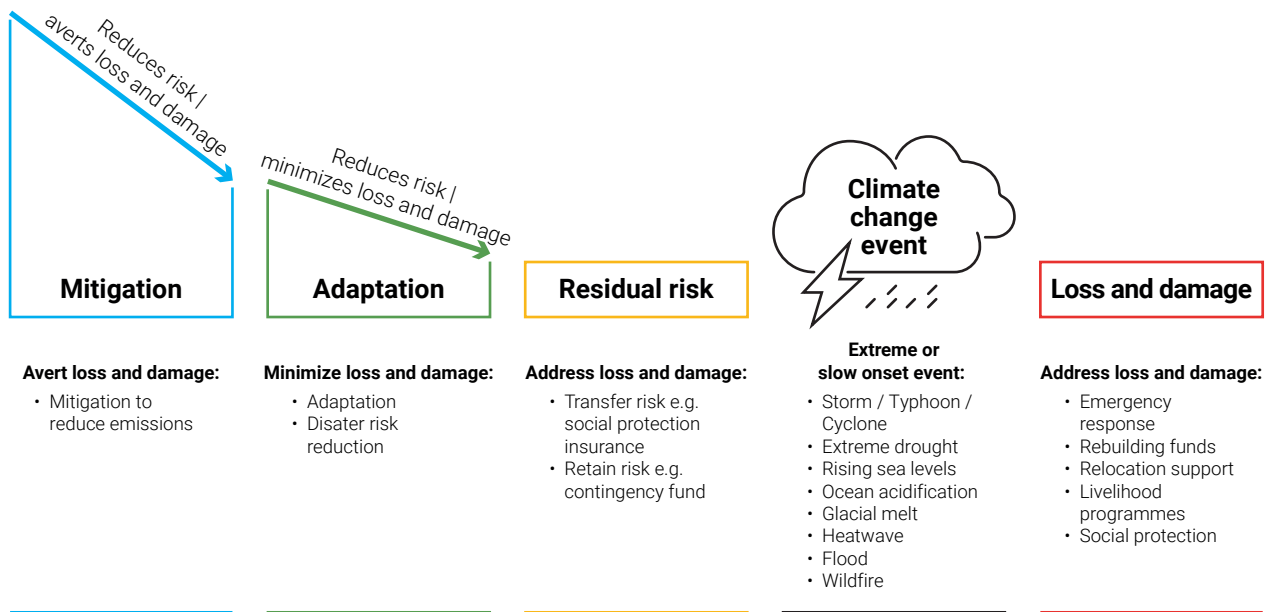 Reduces risk |
averts loss and damage
Reduces risk |
minimizes loss and damage
Climate
change
event
Mitigation
Adaptation
Residual risk
Loss and damage
Avert loss and damage:
• Mitigation to
reduce emissions
Minimize loss and damage:
• Adaptation
• Disater risk
reduction
Address loss and damage:
• Transfer risk e.g.
social protection
insurance
• Retain risk e.g.
contingency fund
Extreme or
slow onset event:
• Storm / Typhoon /
Cyclone
• Extreme drought
• Rising sea levels
• Ocean acidification
• Glacial melt
• Heatwave
• Flood
• Wildfire
Address loss and damage:
• Emergency
response
• Rebuilding funds
• Relocation support
• Livelihood
programmes
• Social protection